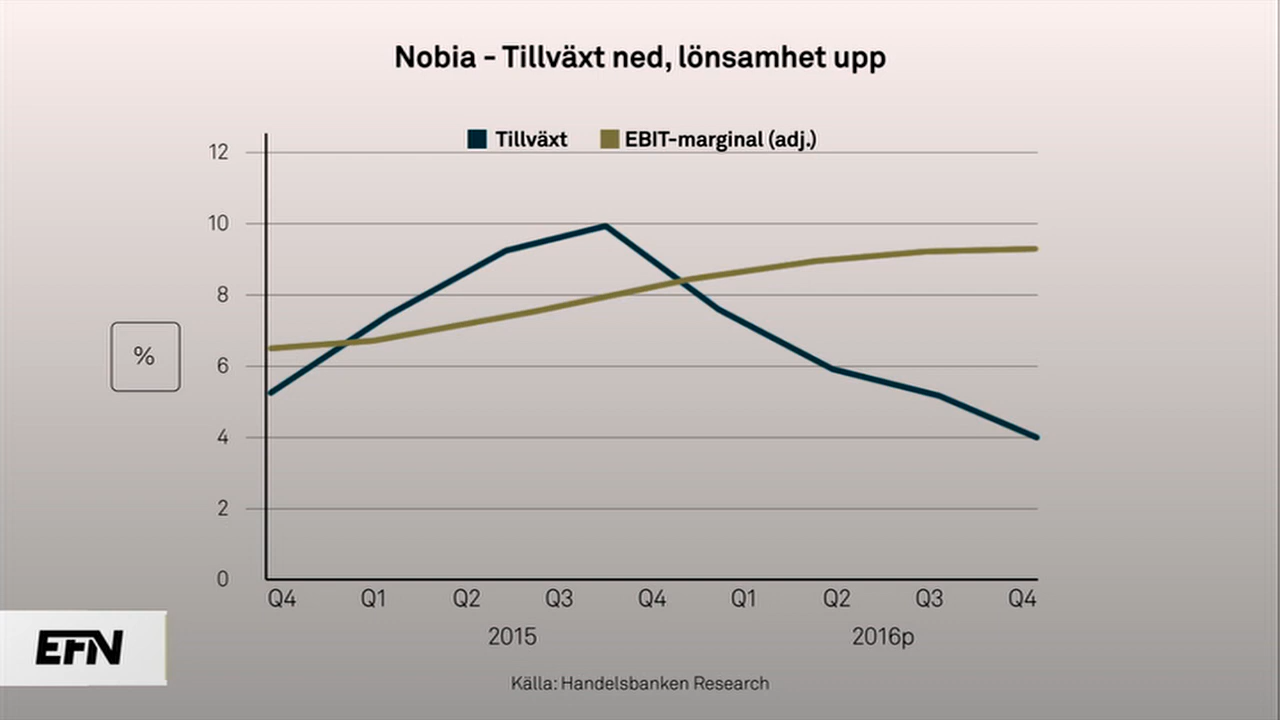 Nobia - Tillväxt ned, lönsamhet upp
Tillväxt EBIT-marginal (adj.)
12
10
8
%
6
4
2
0
Q4 Q1 Q2 Q3 Q4 Q1 Q2 Q3 Q4
2015 2016p
EFN
Källa: Handelsbanken Research